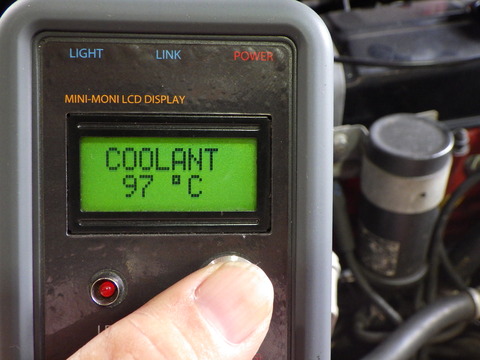 LIGHT LINK POWER
MINI-MONI LCD DISPLAY
COOLANT
97 °C